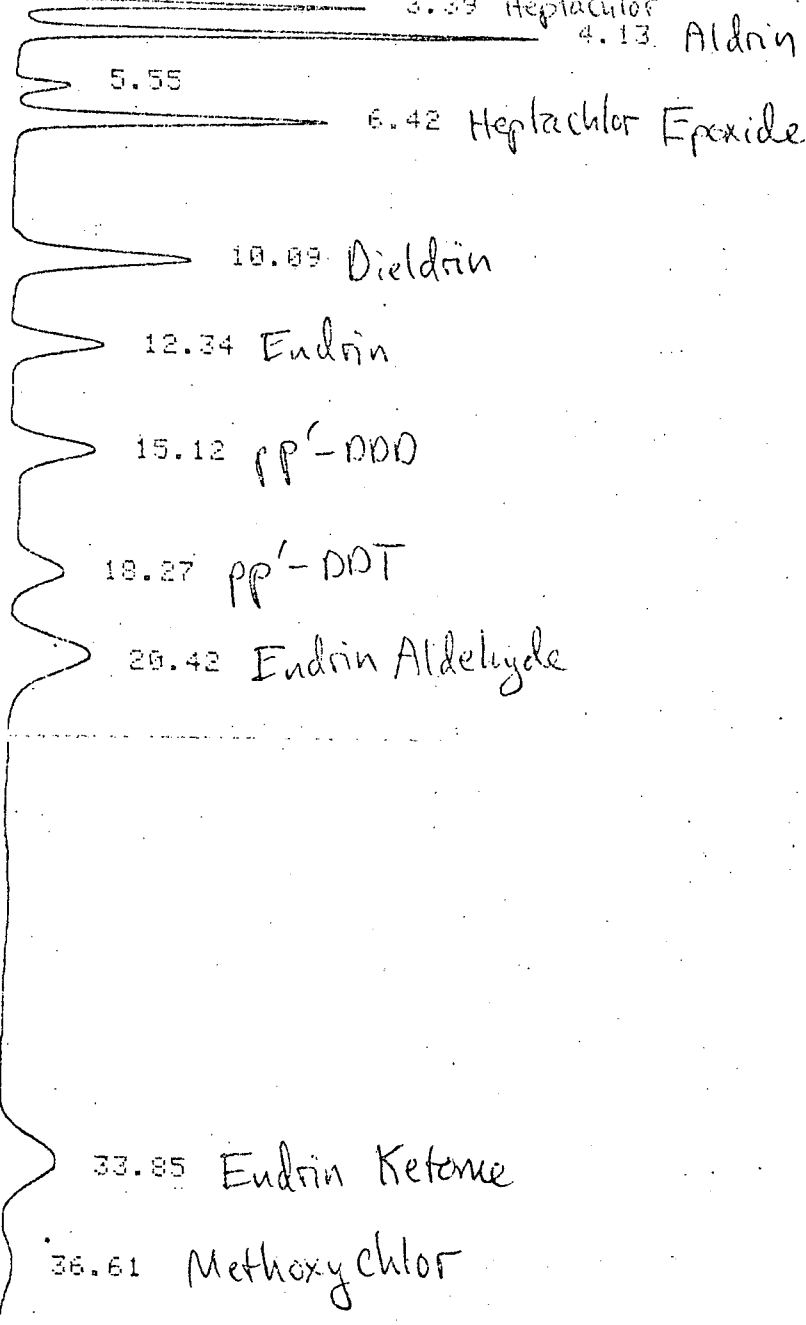 3.39 Heptachlor
4.13 Aldrin
5.55
6.42 Heptachlor Epoxide
10.09 Dieldrin
12.34 Endrin
15.12 pp'-DDD
18.27 pp'-DDT
20.42 Endrin Aldehyde
33.85 Endrin Ketone
36.61 Methoxychlor